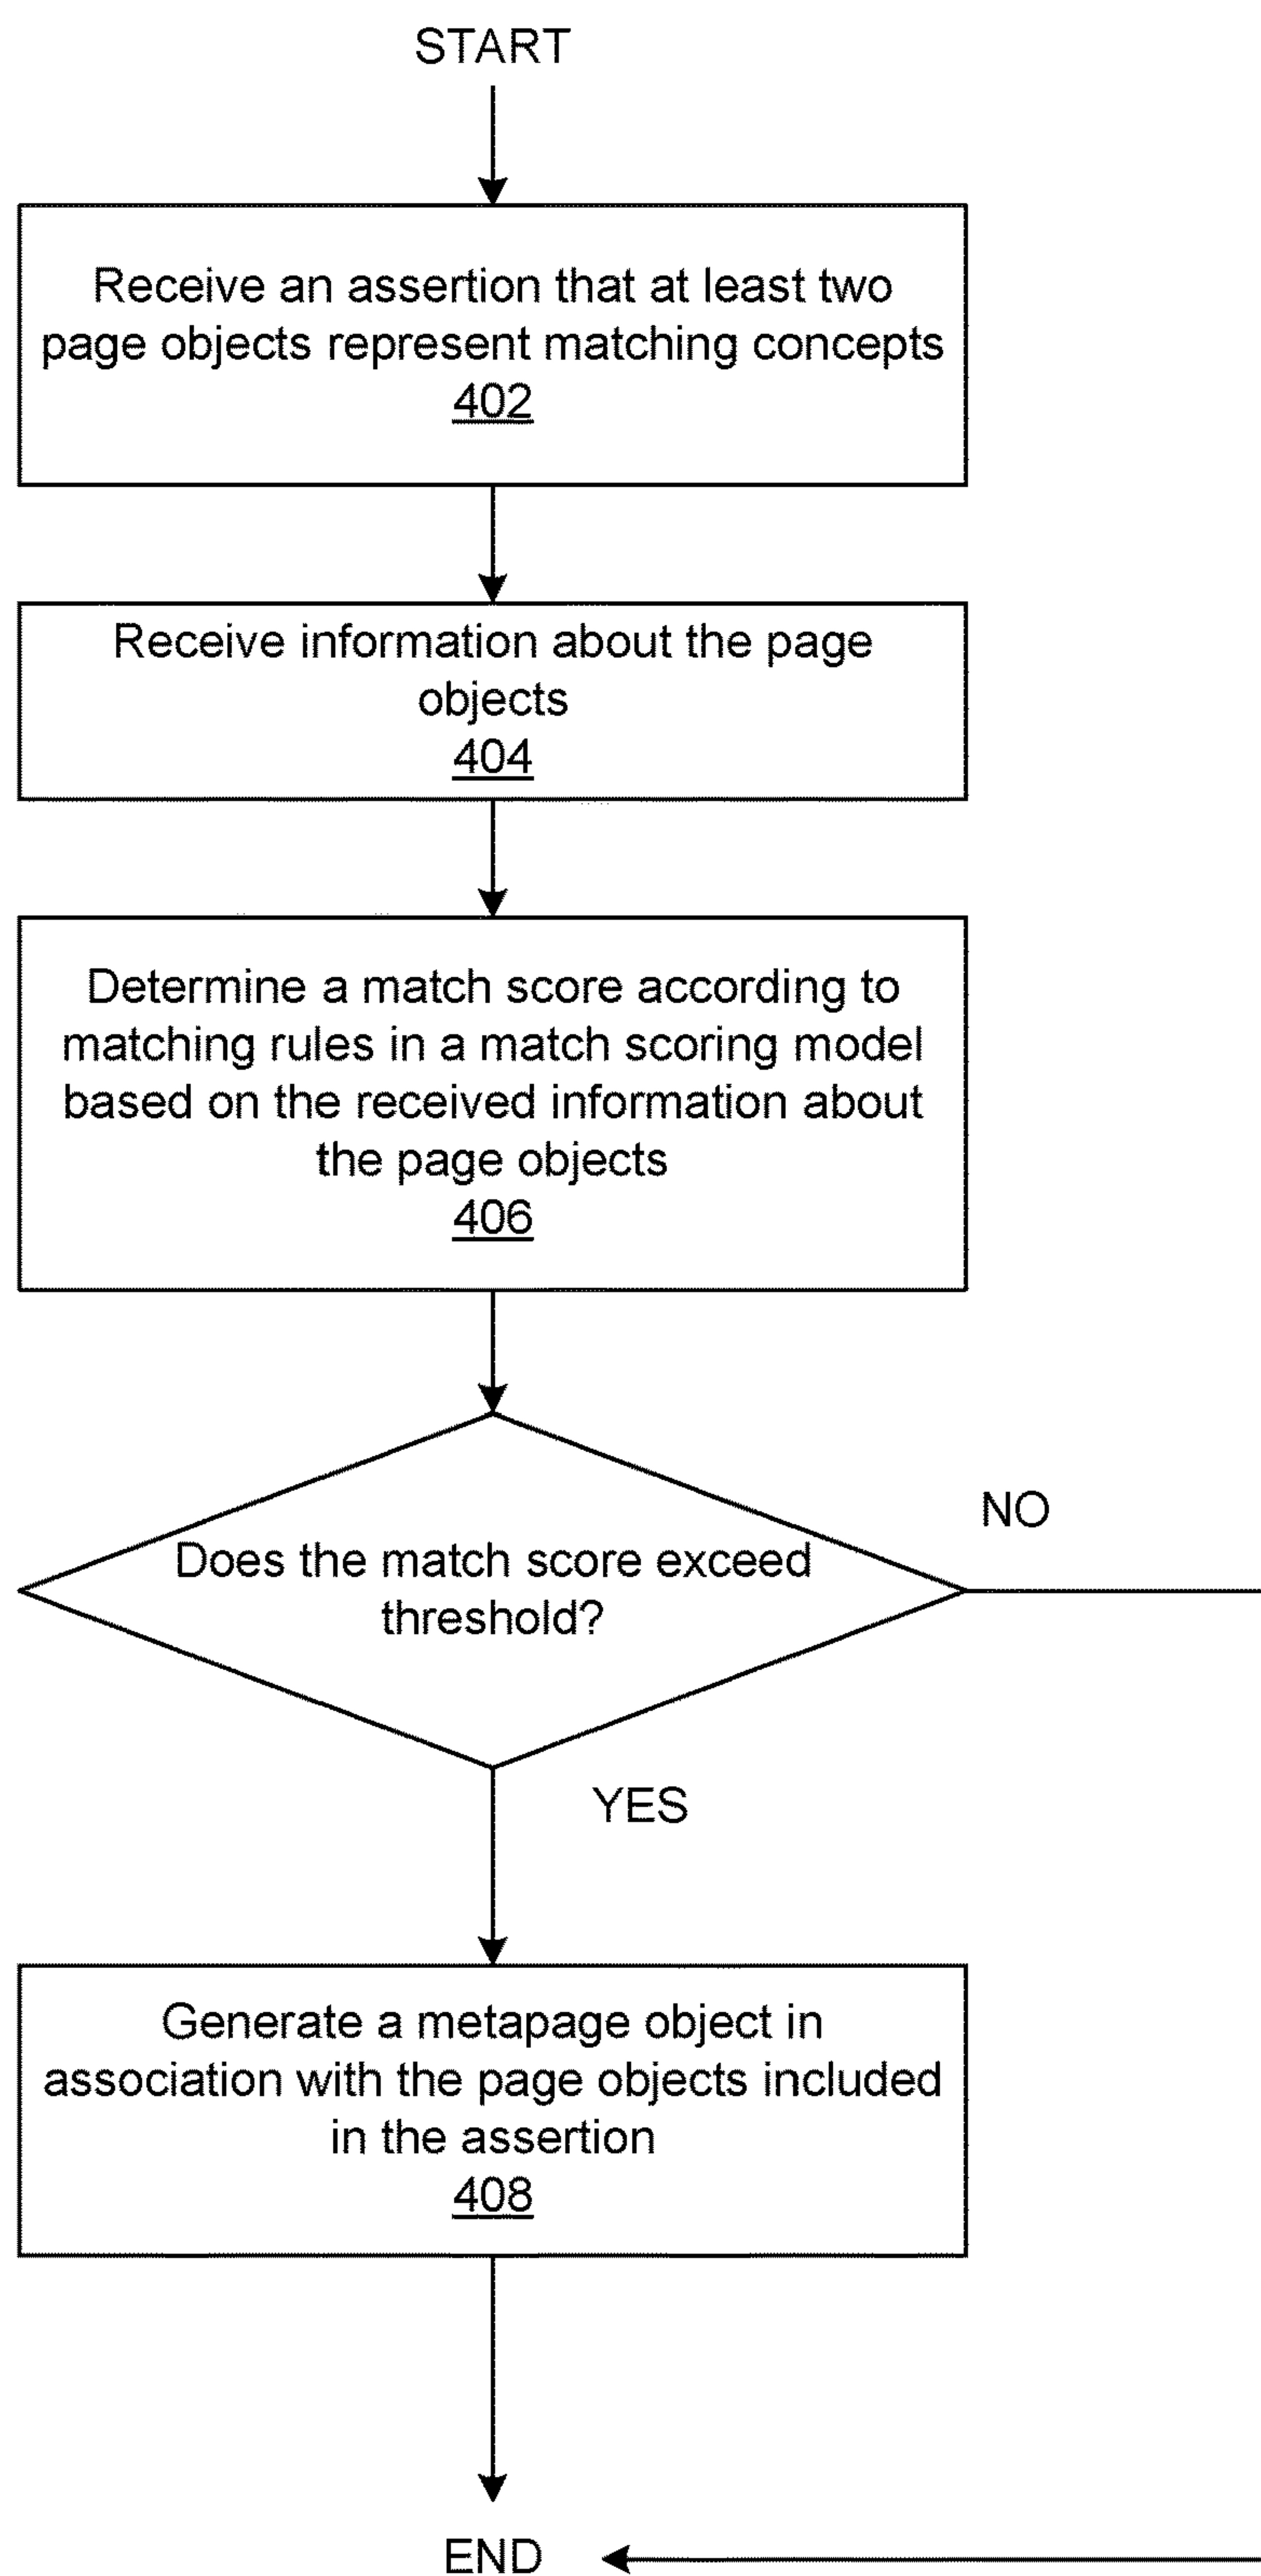 START
Receive an assertion that at least two
page objects represent matching concepts
402
Receive information about the page
objects
404
Determine a match score according to
matching rules in a match scoring model
based on the received information about
the page objects
406
NO
Does the match score exceed
threshold?
YES
Generate a metapage object in
association with the page objects included
in the assertion
408
END